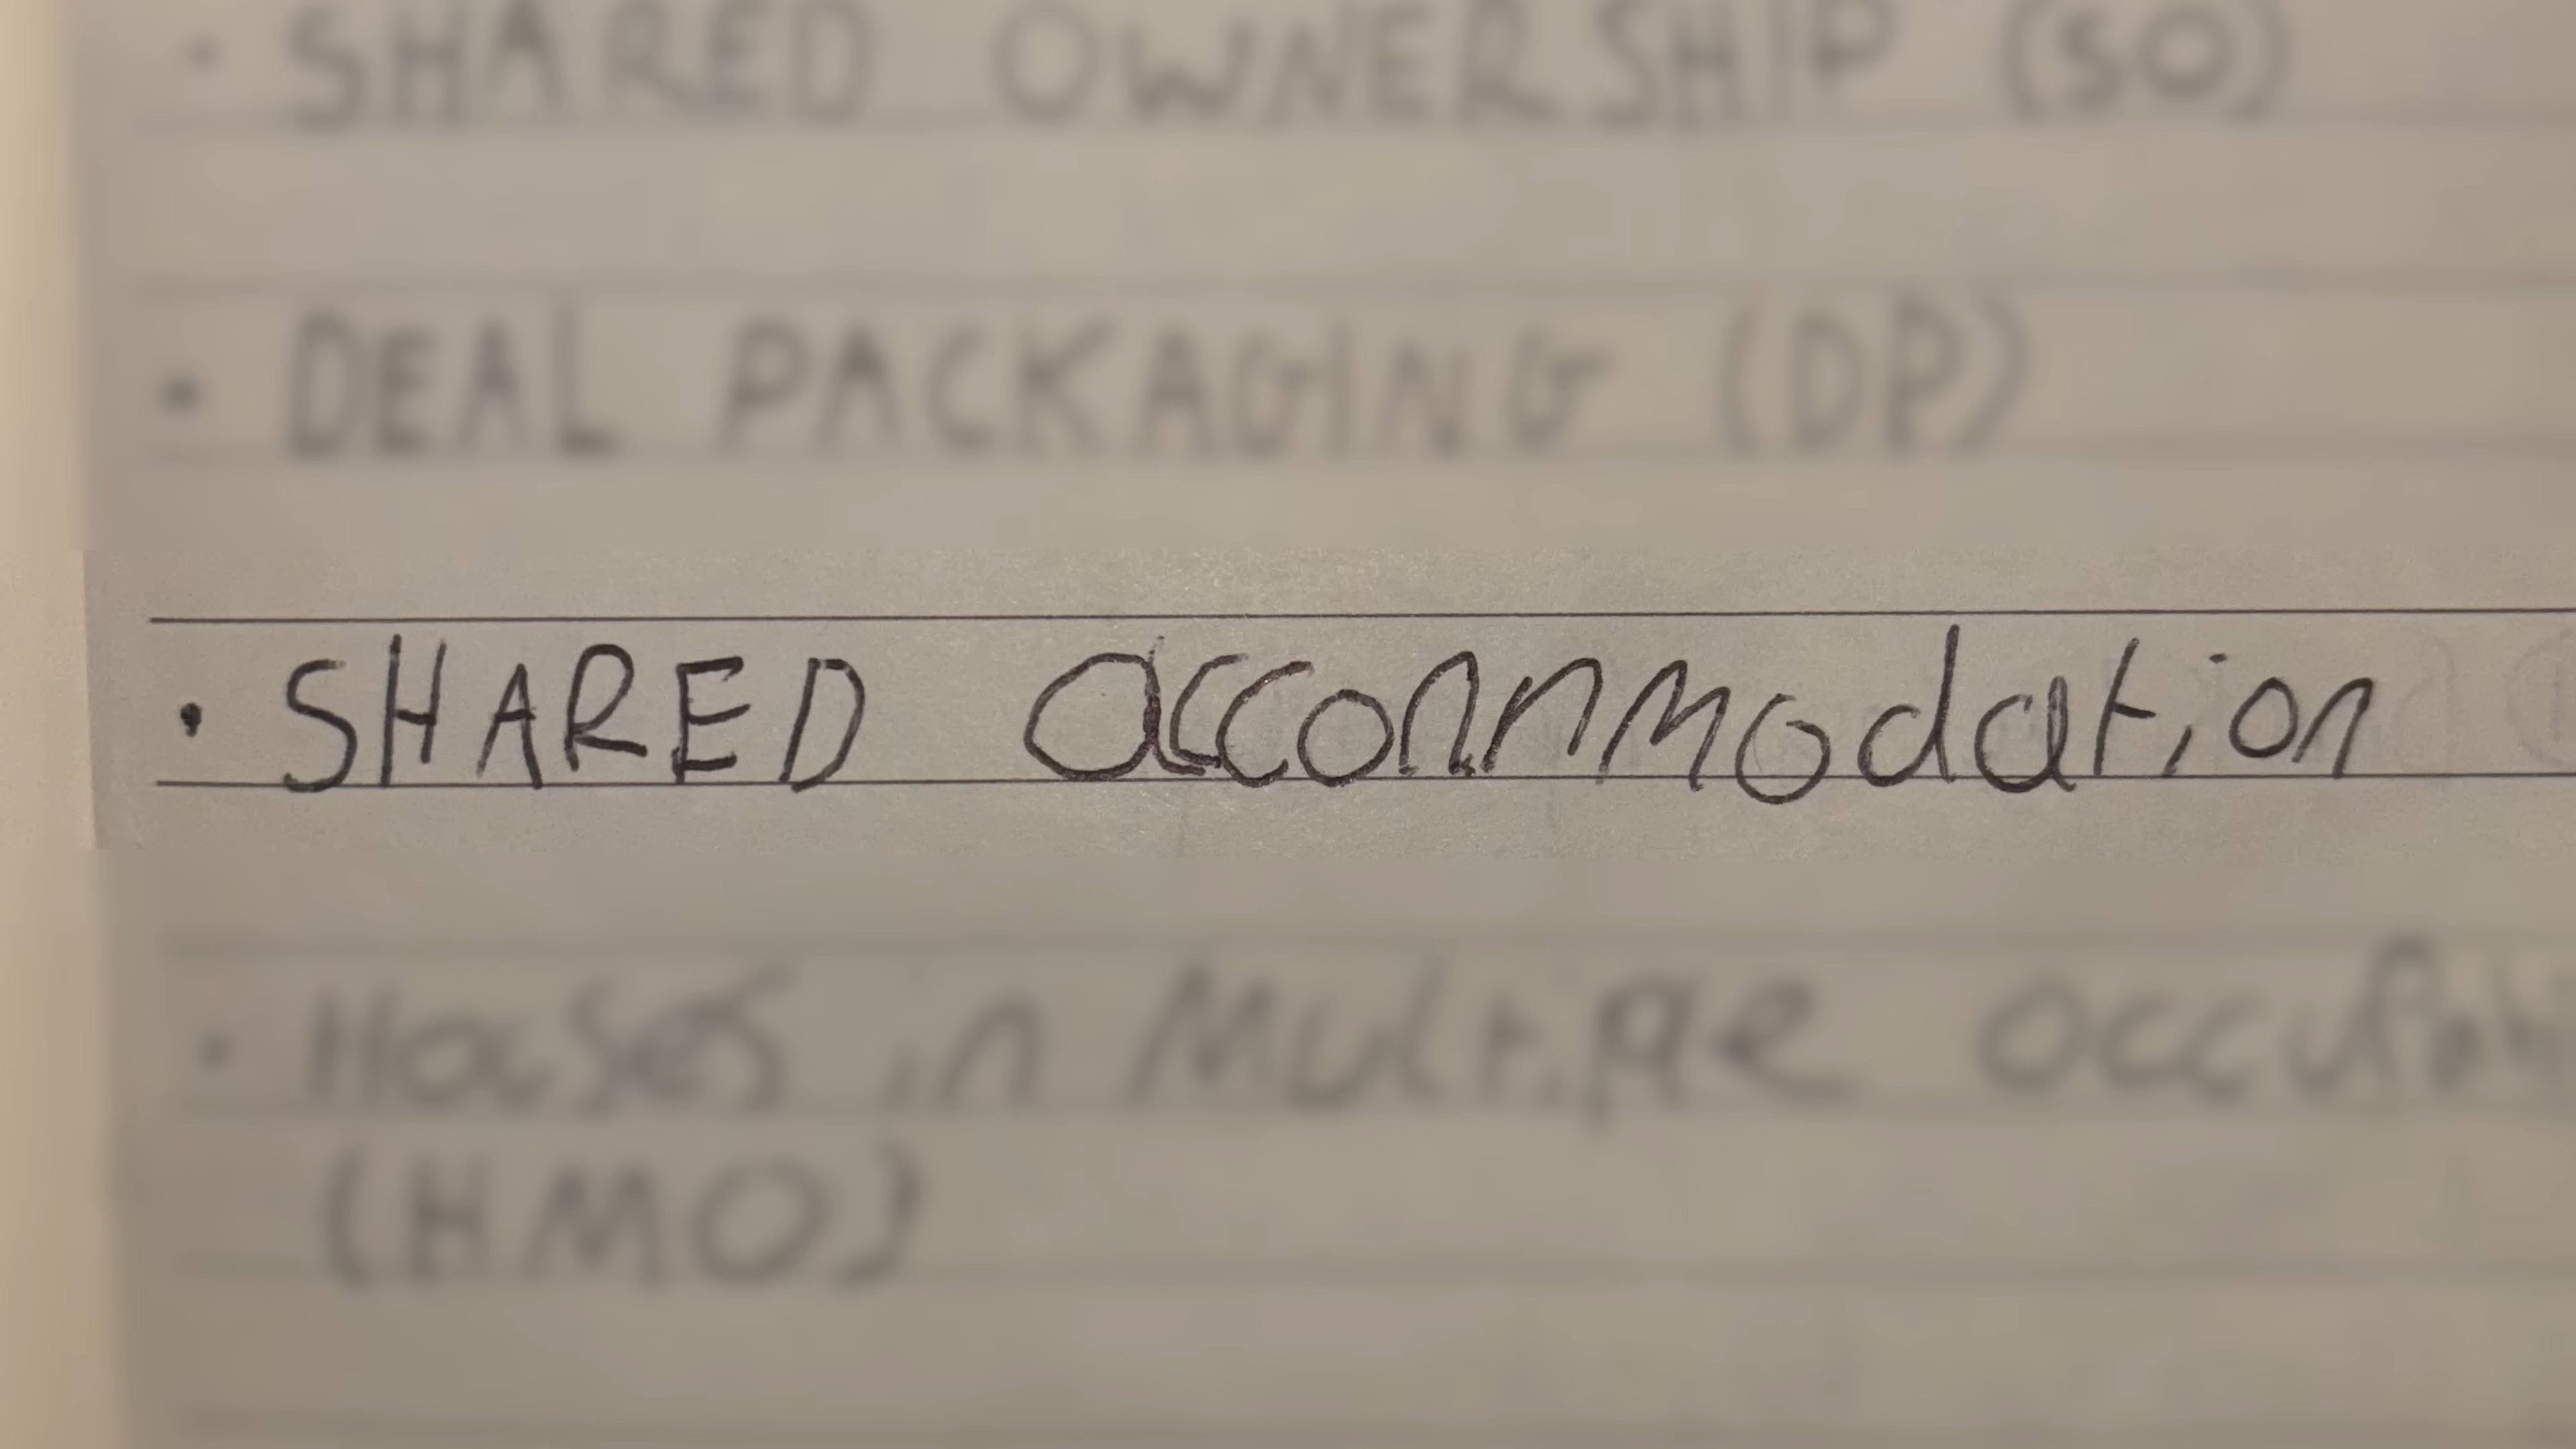 • SHARED OWNERSHIP (SO)
• DEAL PACKAGING (DP)
• SHARED accommodation
• Houses in Multiple
(HMO)